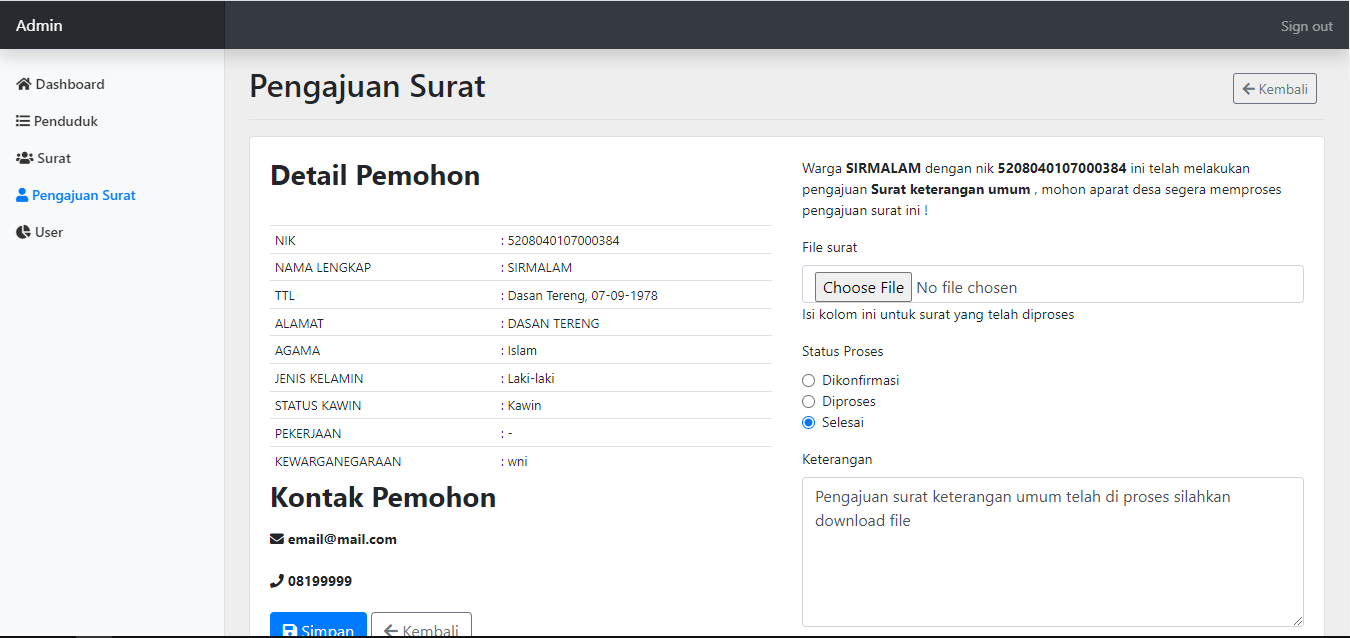 Admin
Sign out
Dashboard
Penduduk
Surat
Pengajuan Surat
User
Pengajuan Surat
Kembali
Detail Pemohon
NIK : 5208040107000384
NAMA LENGKAP : SIRMALAM
TTL : Dasan Tereng, 07-09-1978
ALAMAT : DASAN TERENG
AGAMA : Islam
JENIS KELAMIN : Laki-laki
STATUS KAWIN : Kawin
PEKERJAAN : -
KEWARGANEGARAAN : wni
Kontak Pemohon
email@mail.com
08199999
Simpan
Kembali
Warga SIRMALAM dengan nik 5208040107000384 ini telah melakukan
pengajuan Surat keterangan umum , mohon aparat desa segera memproses
pengajuan surat ini !
File surat
Choose File No file chosen
Isi kolom ini untuk surat yang telah diproses
Status Proses
Dikonfirmasi
Diproses
Selesai
Keterangan
Pengajuan surat keterangan umum telah di proses silahkan
download file